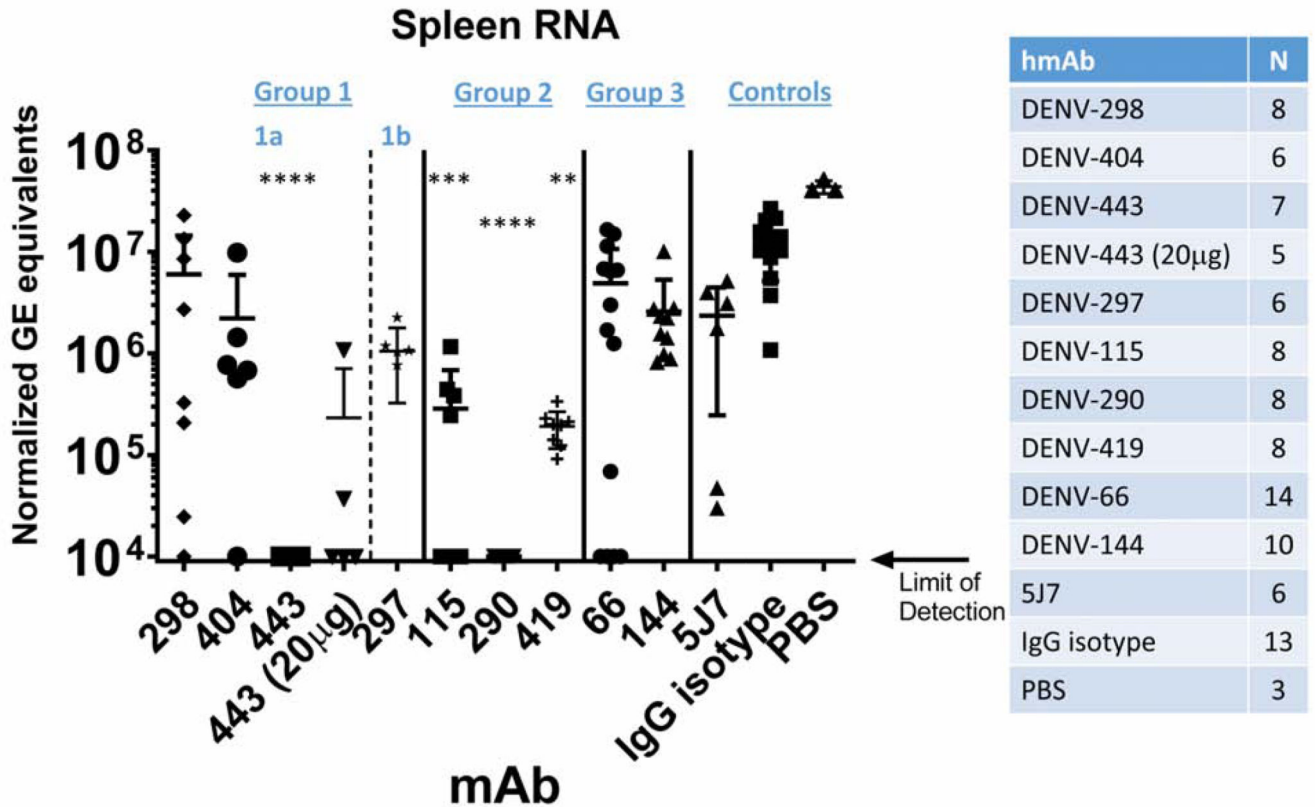 Spleen RNA
Group 1
Group 2
Group 3
Controls
1a
1b
****
***
**
****
Normalized GE equivalents
10^8
10^7
10^6
10^5
10^4
Limit of
Detection
298
404
443
443 (20µg)
297
115
290
419
66
144
5J7
IgG isotype
PBS
mAb
hmAb N
DENV-298 8
DENV-404 6
DENV-443 7
DENV-443 (20µg) 5
DENV-297 6
DENV-115 8
DENV-290 8
DENV-419 8
DENV-66 14
DENV-144 10
5J7 6
IgG isotype 13
PBS 3